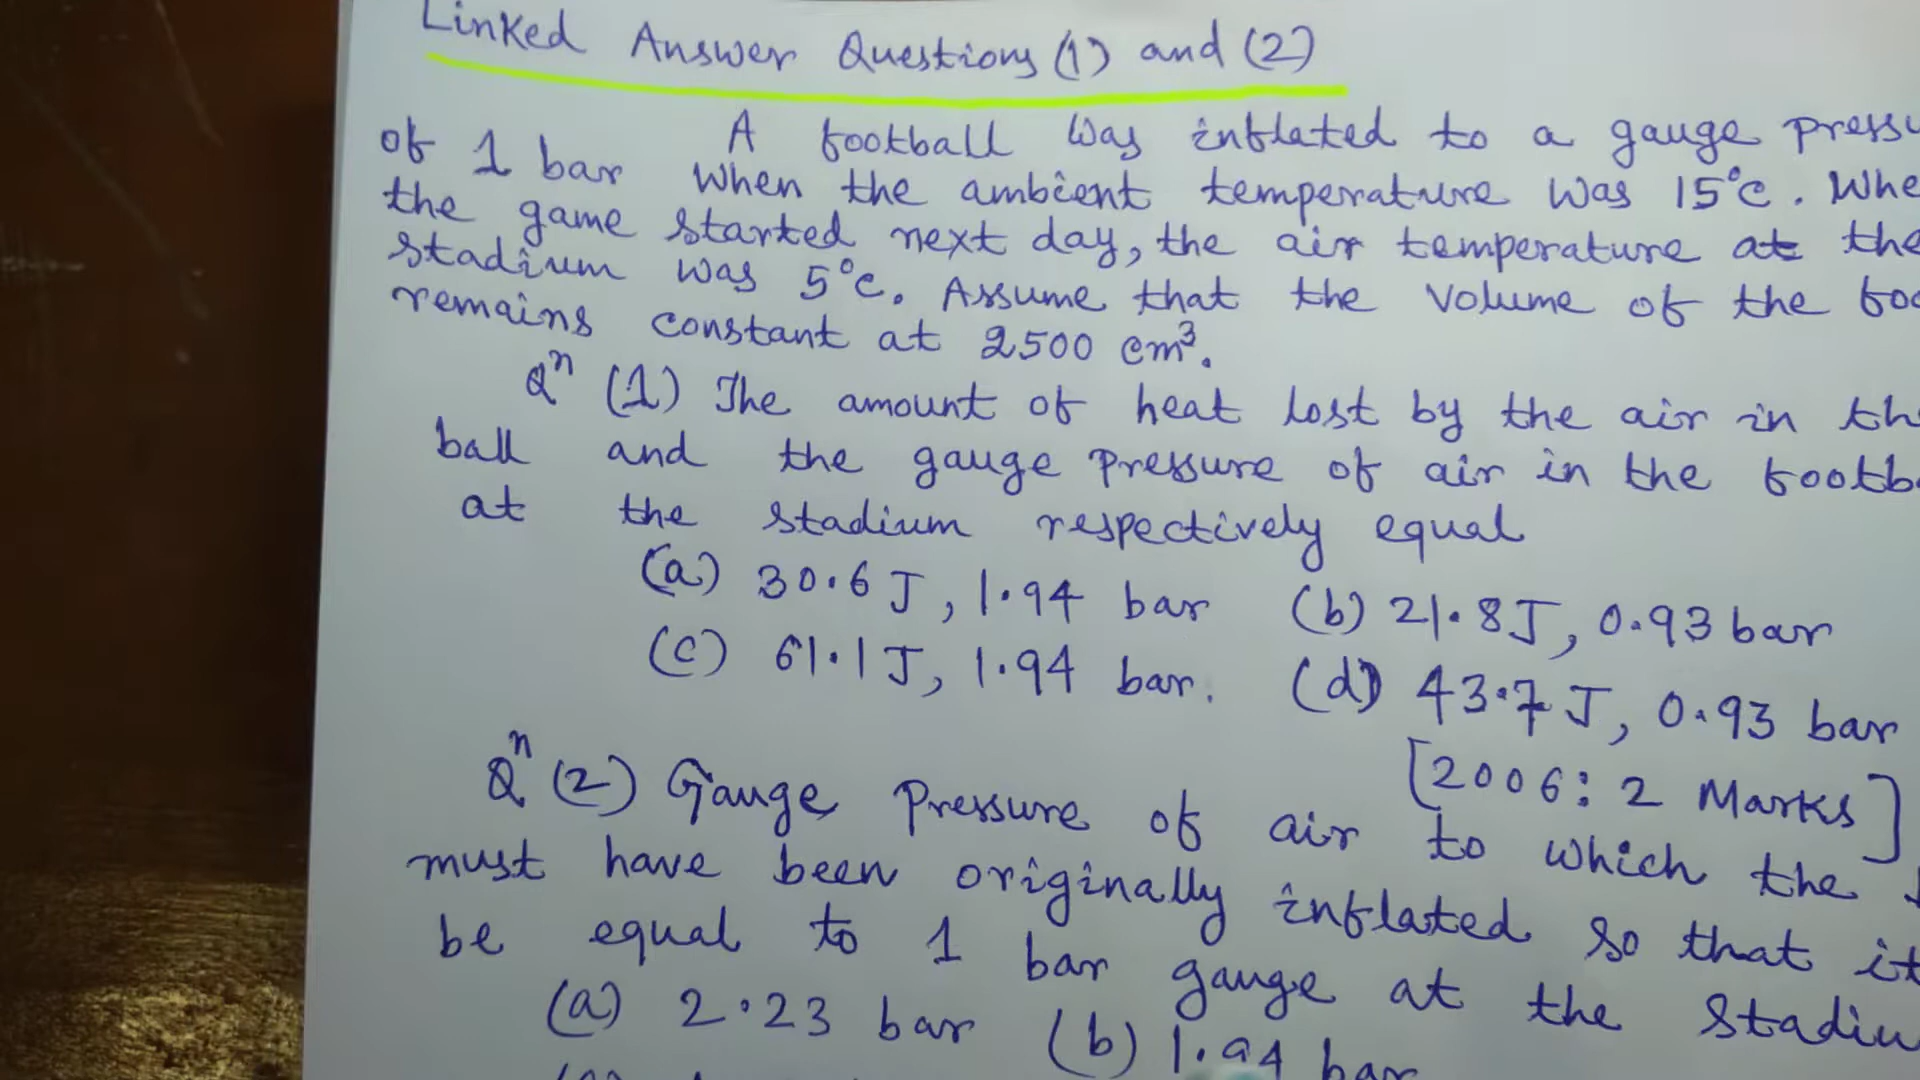 Linked Answer Questions (1) and (2)
A football was inflated to a gauge
of 1 bar when the ambient temperature was 15°C.
the game started next day, the air temperature at the
stadium was 5°C. Assume that the volume of the
remains constant at 2500 cm³.
Qⁿ (1) The amount of heat lost by the air in
ball and the gauge pressure of air in the
at the stadium respectively equal
(a) 30.6 J, 1.94 bar (b) 21.8 J, 0.93 bar
(c) 61.1 J, 1.94 bar. (d) 43.7 J, 0.93 bar
[2006: 2 Marks]
Qⁿ (2) Gauge pressure of air to which the
must have been originally inflated so that it
be equal to 1 bar gauge at the
(a) 2.23 bar (b) 1.94 bar